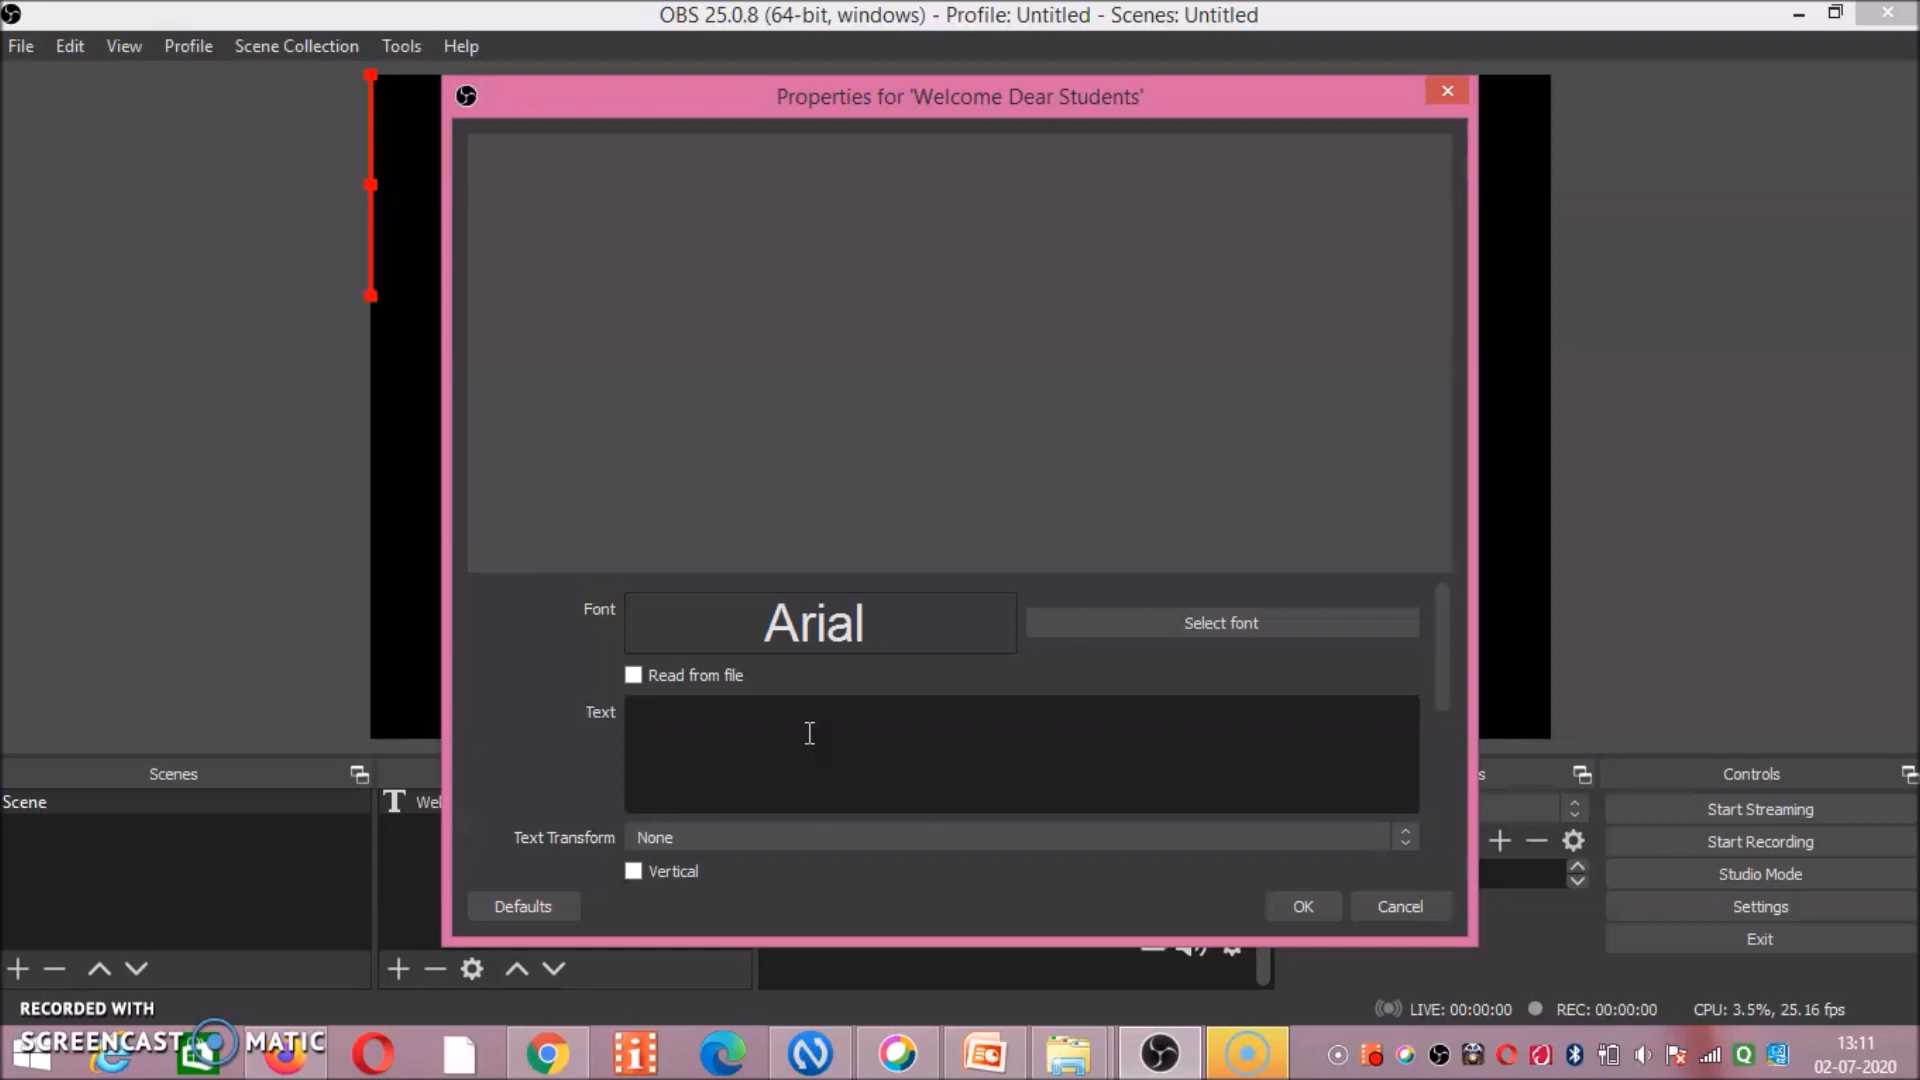 OBS 25.0.8 (64-bit, windows) - Profile: Untitled - Scenes: Untitled
File Edit View Profile Scene Collection Tools Help
Properties for 'Welcome Dear Students'
Font
Arial
Select font
Read from file
Text
Text Transform
None
Vertical
Defaults
OK
Cancel
Scenes
Scene
T Wel
s
Controls
Start Streaming
Start Recording
Studio Mode
Settings
Exit
LIVE: 00:00:00
REC: 00:00:00
CPU: 3.5%, 25.16 fps
RECORDED WITH
SCREENCAST MATIC
13:11
02-07-2020